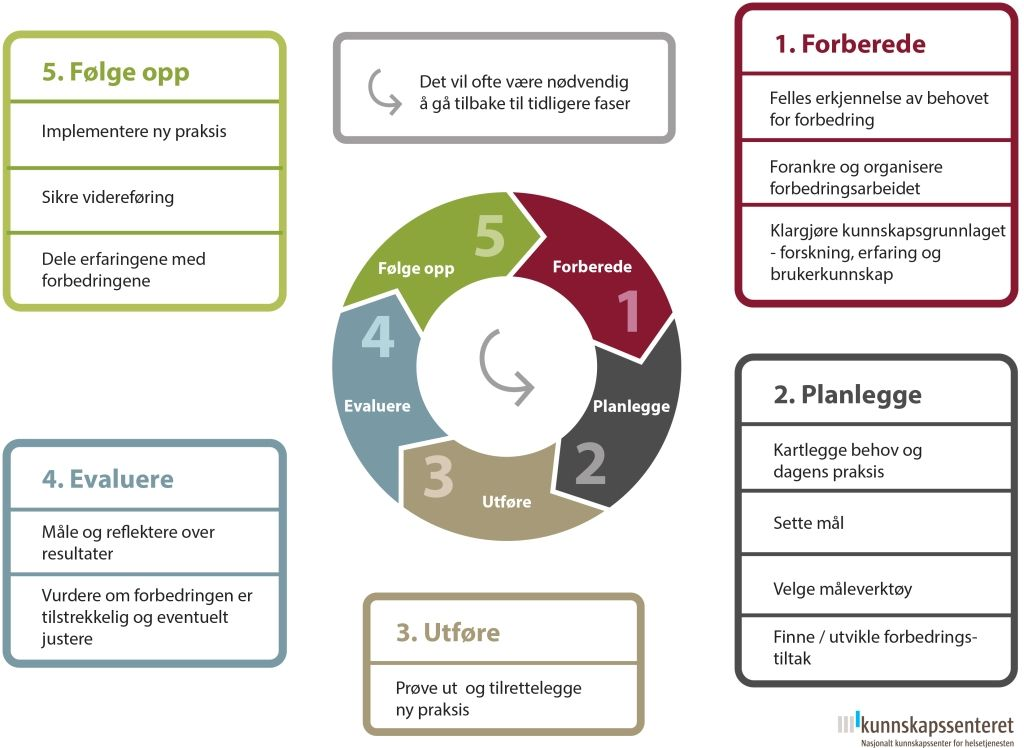 5. Følge opp
Implementere ny praksis
Sikre videreføring
Dele erfaringene med
forbedringene
Det vil ofte være nødvendig
å gå tilbake til tidligere faser
1. Forberede
Felles erkjennelse av behovet
for forbedring
Forankre og organisere
forbedringsarbeidet
Klargjøre kunnskapsgrunnlaget
- forskning, erfaring og
brukerkunnskap
5
Følge opp
Forberede
1
4
Evaluere
Planlegge
2
3
Utføre
2. Planlegge
Kartlegge behov og
dagens praksis
Sette mål
Velge måleverktøy
Finne / utvikle forbedrings-
tiltak
4. Evaluere
Måle og reflektere over
resultater
Vurdere om forbedringen er
tilstrekkelig og eventuelt
justere
3. Utføre
Prøve ut og tilrettelegge
ny praksis
kunnskapssenteret
Nasjonalt kunnskapssenter for helsetjenesten